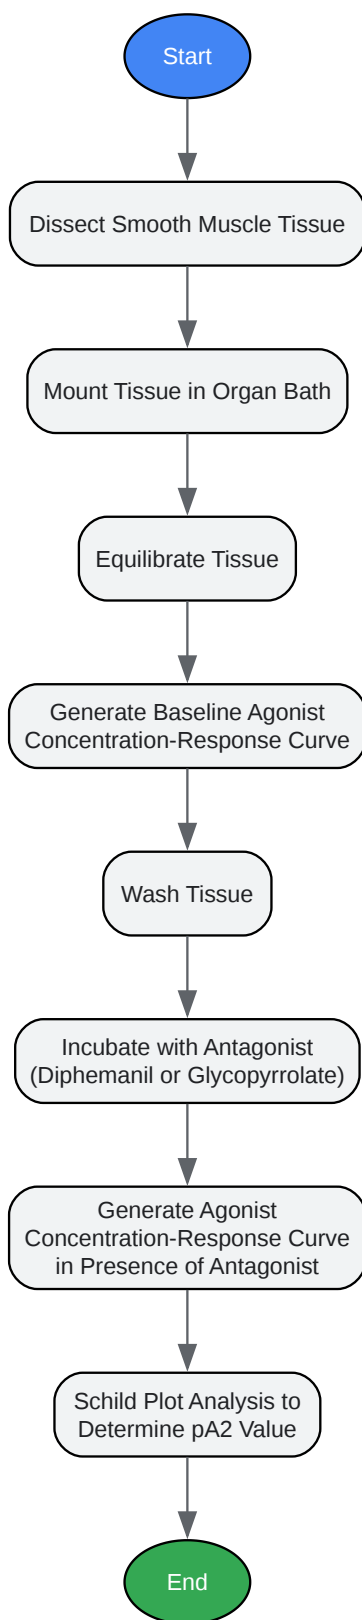 Start
Dissect Smooth Muscle Tissue
Mount Tissue in Organ Bath
Equilibrate Tissue
Generate Baseline Agonist
Concentration-Response Curve
Wash Tissue
Incubate with Antagonist
(Diphemanil or Glycopyrrolate)
Generate Agonist
Concentration-Response Curve
in Presence of Antagonist
Schild Plot Analysis to
Determine pA2 Value
End